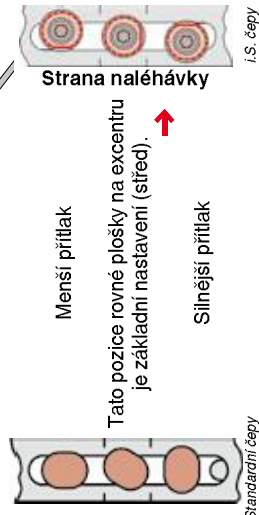 i.S. čepy
Strana naléhávky
Menší přítlak
Tato pozice rovné plošky na excentru
je základní nastavení (střed).
Silnější přítlak
Standardní čepy